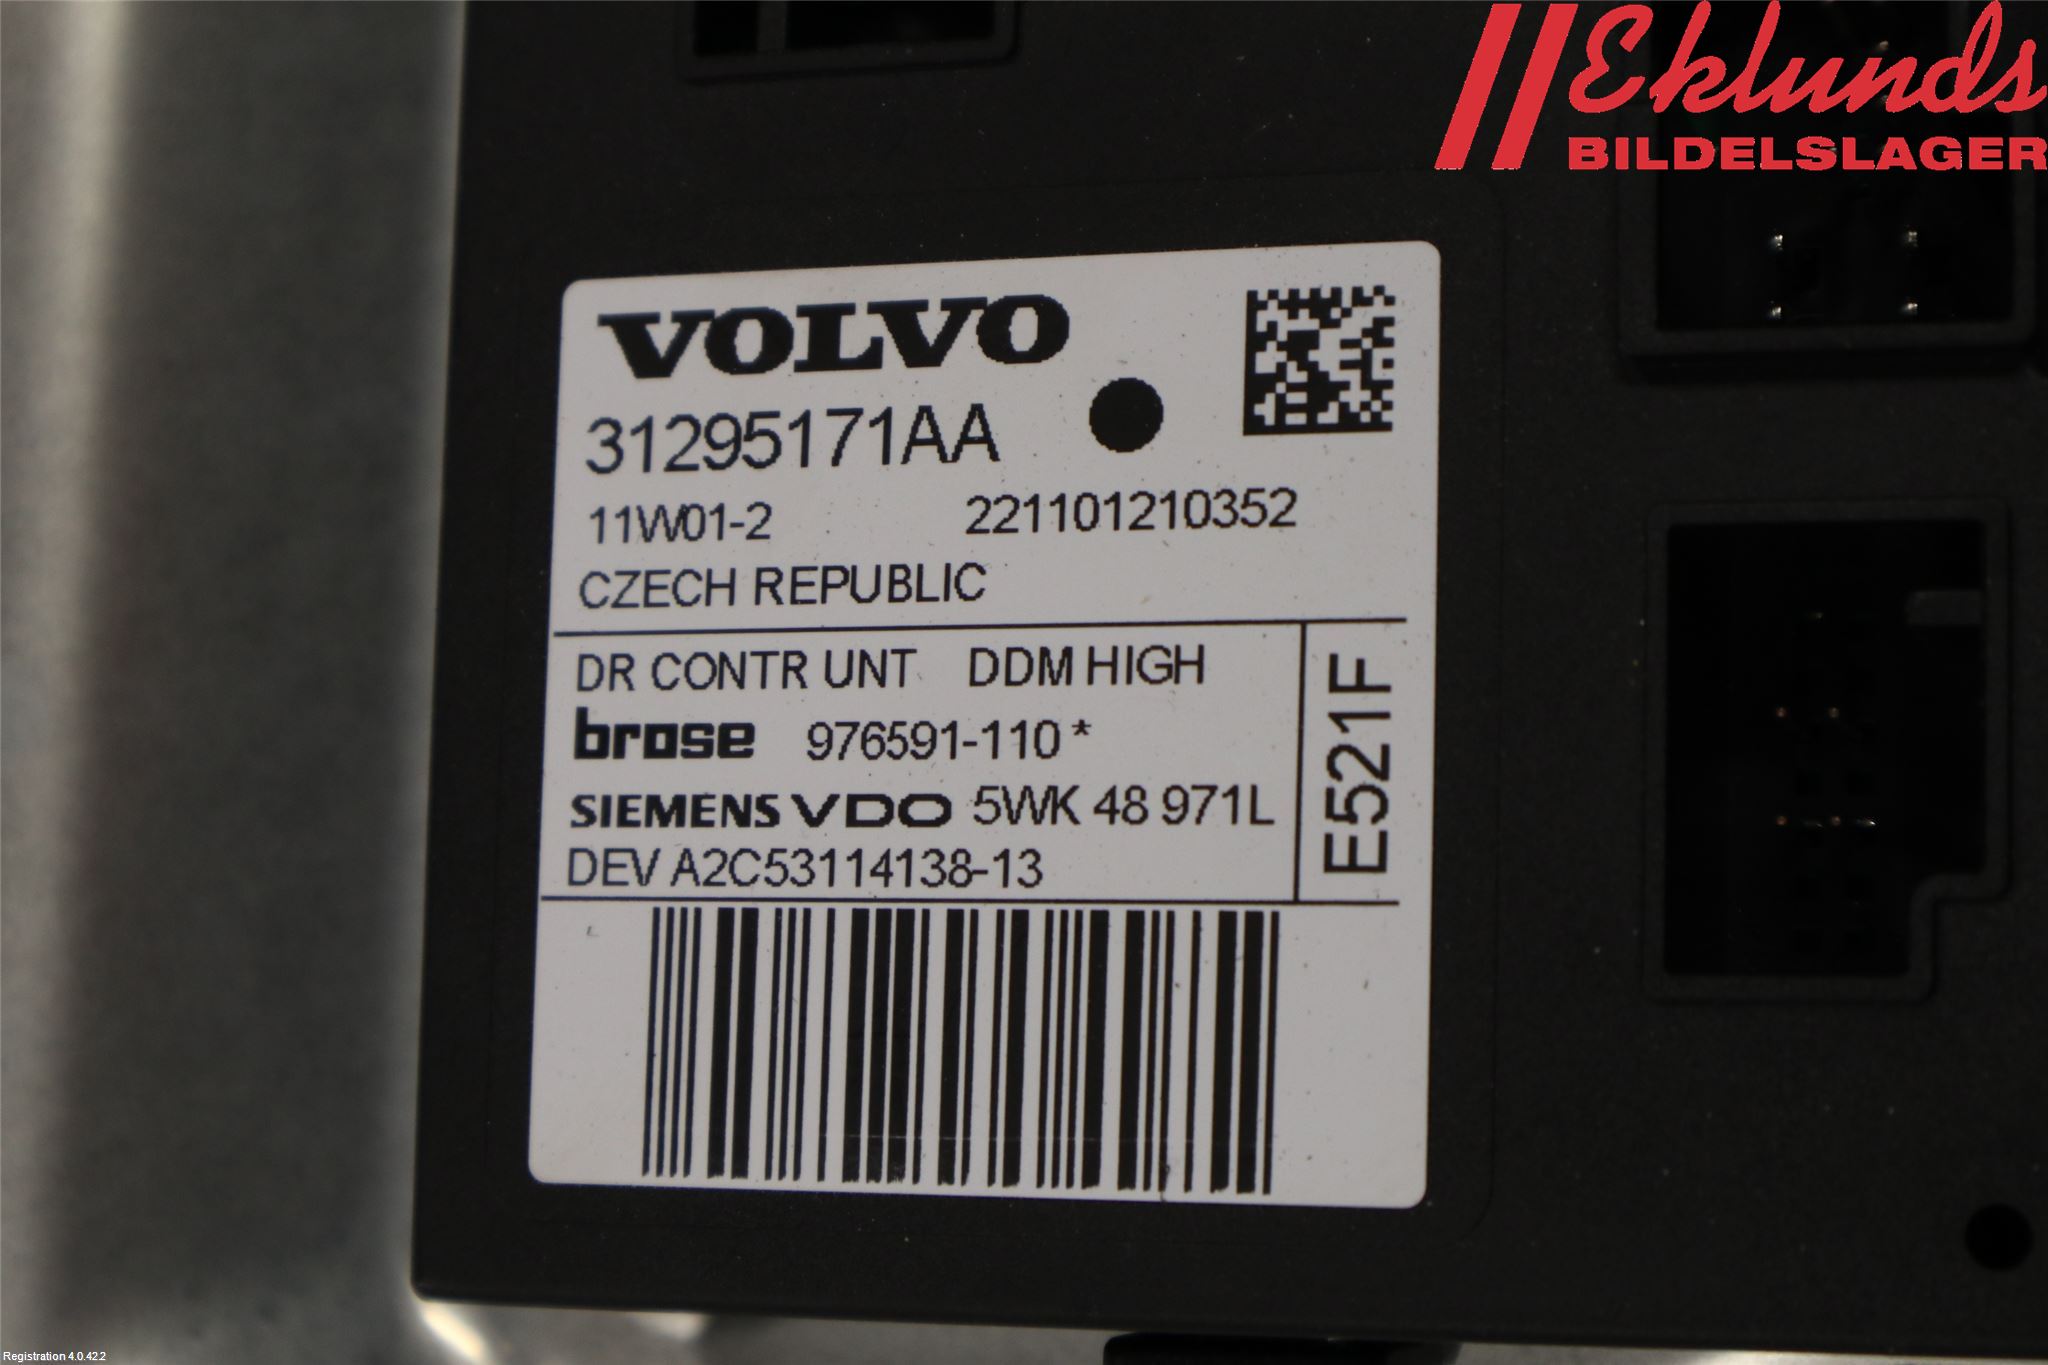 Eklunds
BILDELSLAGER
VOLVO
31295171AA
11W01-2 221101210352
CZECH REPUBLIC
DR CONTR UNT DDM HIGH
brose 976591-110*
SIEMENS VDO 5WK 48 971L
DEV A2C53114138-13
E521F
Registration 4.0.42.2